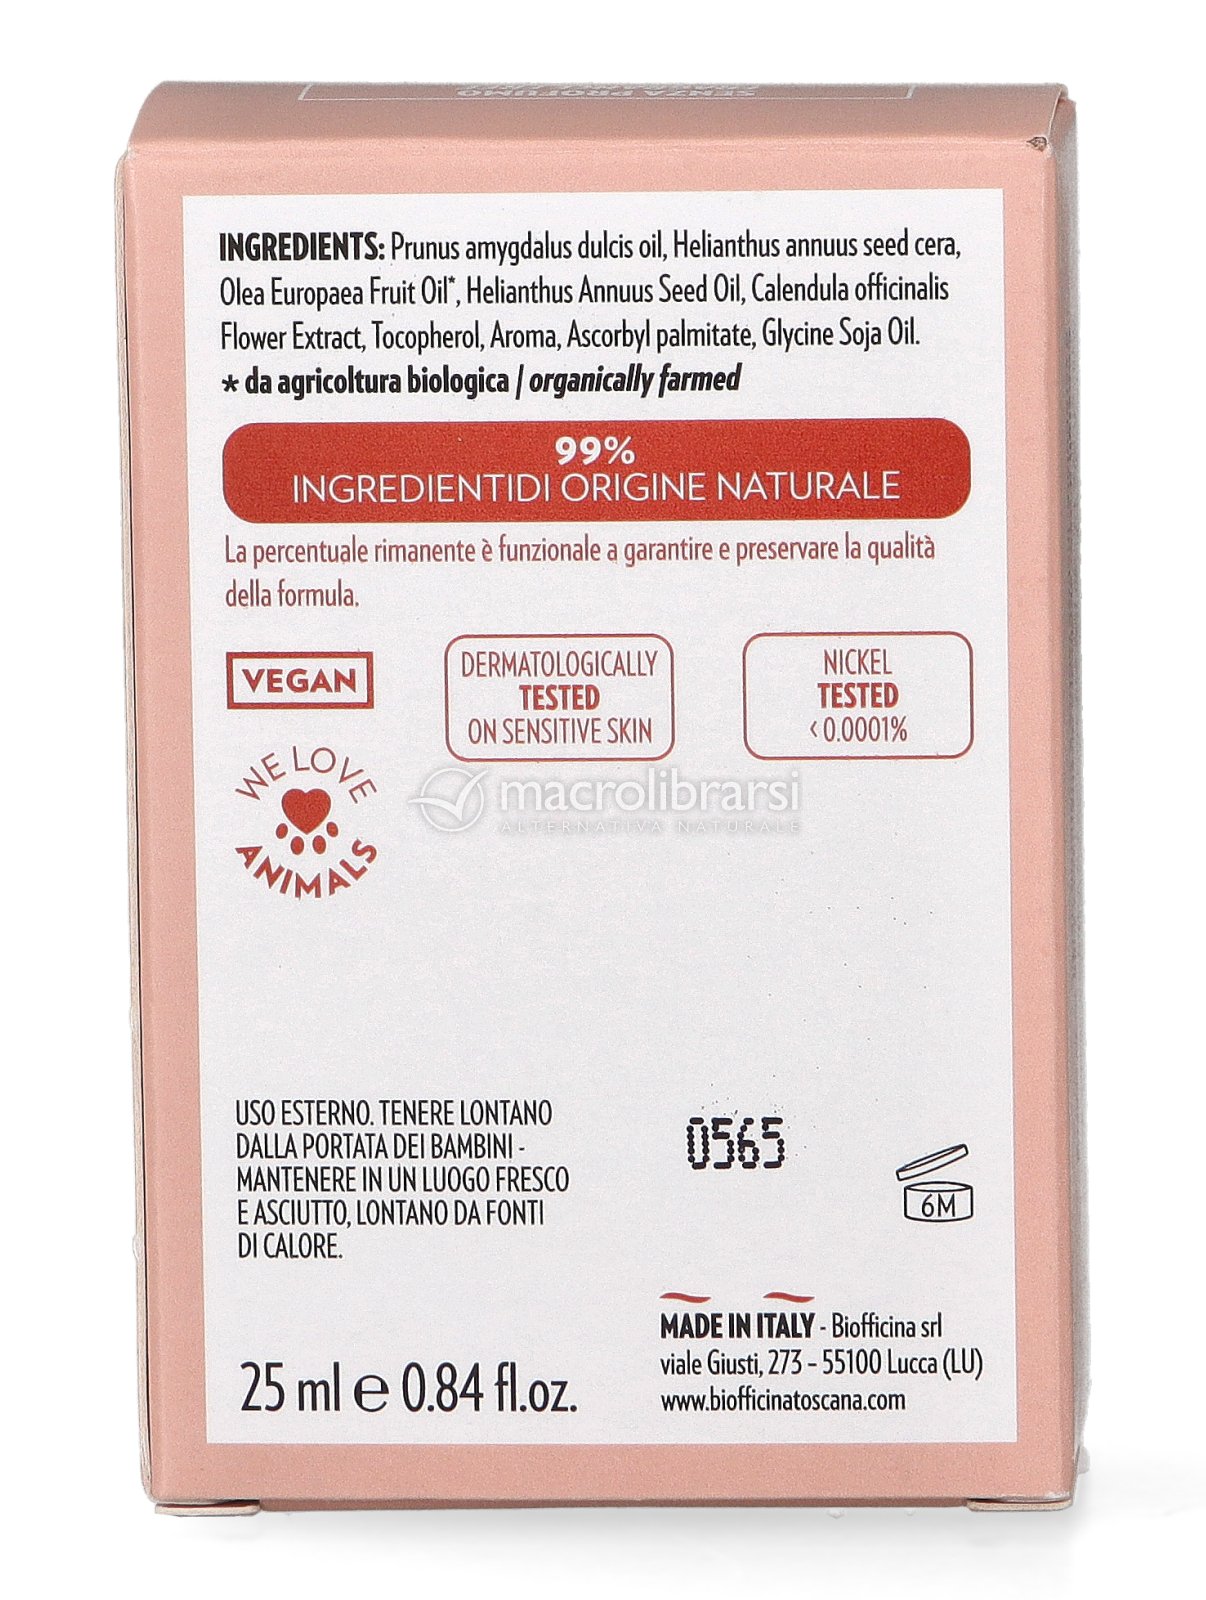 SENZA PROFUMO
INGREDIENTS: Prunus amygdalus dulcis oil, Helianthus annuus seed cera,
Olea Europaea Fruit Oil*, Helianthus Annuus Seed Oil, Calendula officinalis
Flower Extract, Tocopherol, Aroma, Ascorbyl palmitate, Glycine Soja Oil.
* da agricoltura biologica / organically farmed
99%
INGREDIENTIDI ORIGINE NATURALE
La percentuale rimanente è funzionale a garantire e preservare la qualità
della formula.
VEGAN
DERMATOLOGICALLY
TESTED
ON SENSITIVE SKIN
NICKEL
TESTED
<0.0001%
WE LOVE
ANIMALS
macrolibrarsi
ALTERNATIVA NATURALE
USO ESTERNO. TENERE LONTANO
DALLA PORTATA DEI BAMBINI -
MANTENERE IN UN LUOGO FRESCO
E ASCIUTTO, LONTANO DA FONTI
DI CALORE.
0565
6M
MADE IN ITALY - Biofficina srl
viale Giusti, 273 - 55100 Lucca (LU)
www.biofficinatoscana.com
25 ml e 0.84 fl.oz.